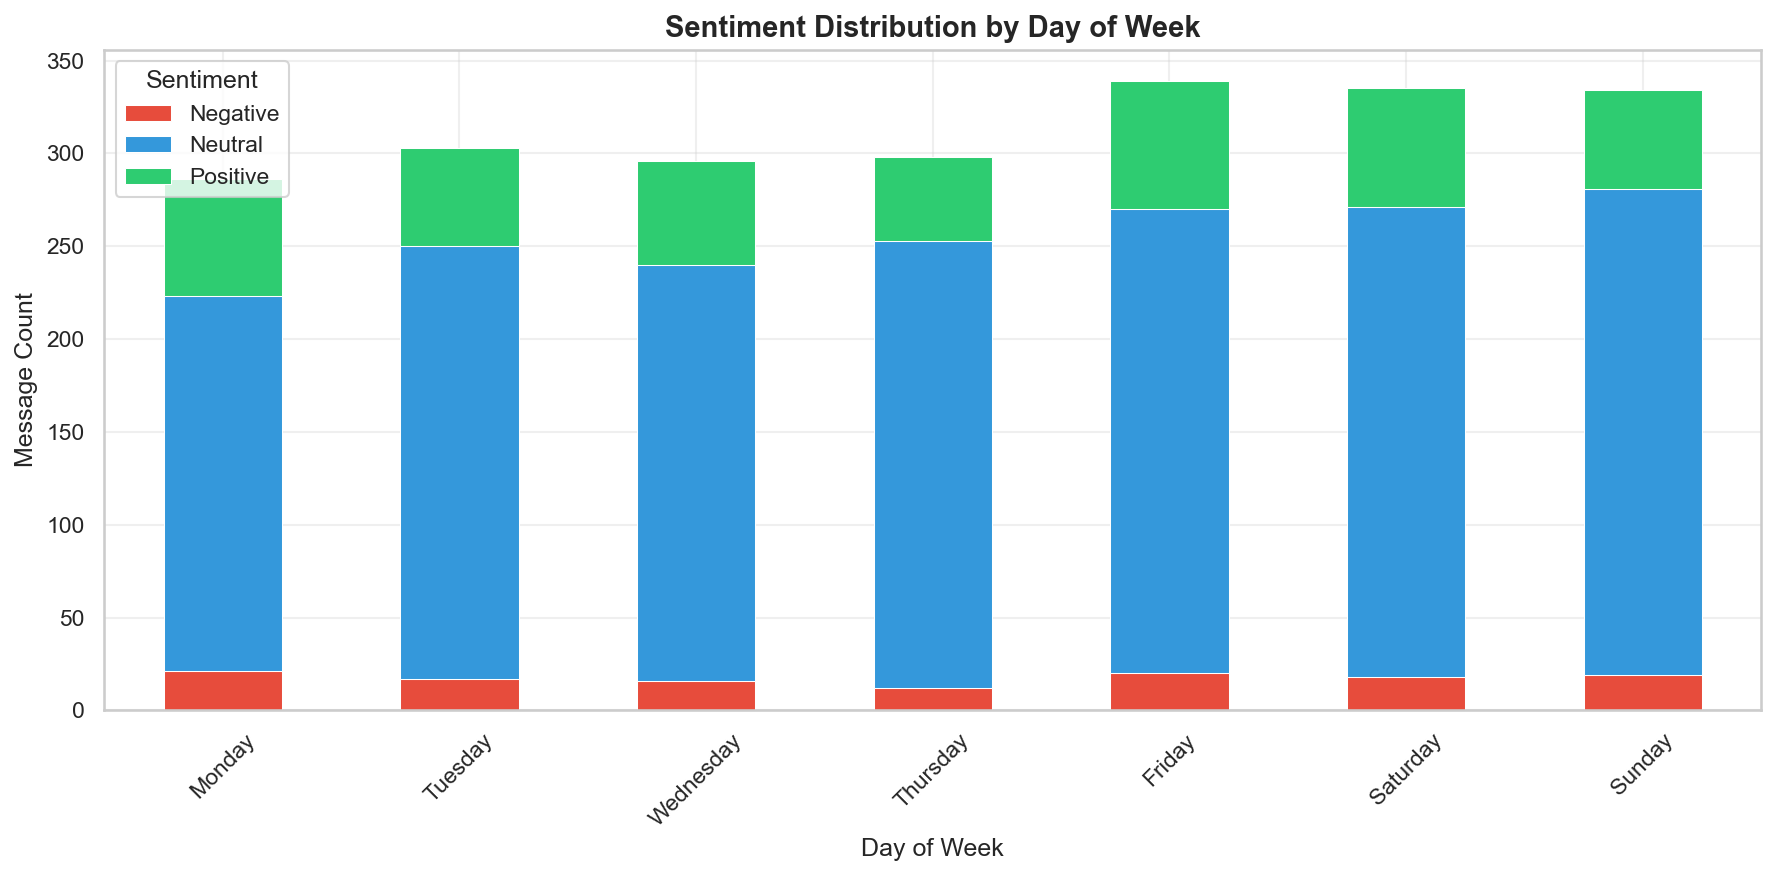 Sentiment Distribution by Day of Week
350
300
250
200
150
100
50
0
Message Count
Sentiment
Negative
Neutral
Positive
Monday
Tuesday
Wednesday
Thursday
Friday
Saturday
Sunday
Day of Week